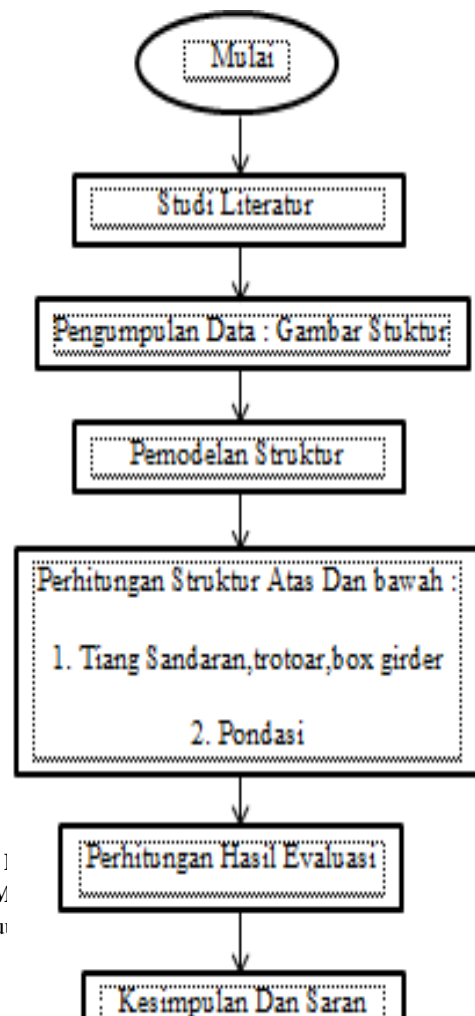 Mulai
Studi Literatur
Pengumpulan Data : Gambar Stuktur
Pemodelan Struktur
Perhitungan Struktur Atas Dan bawah :
1. Tiang Sandaran,trotoar,box girder
2. Pondasi
Perhitungan Hasil Evaluasi
Kesimpulan Dan Saran